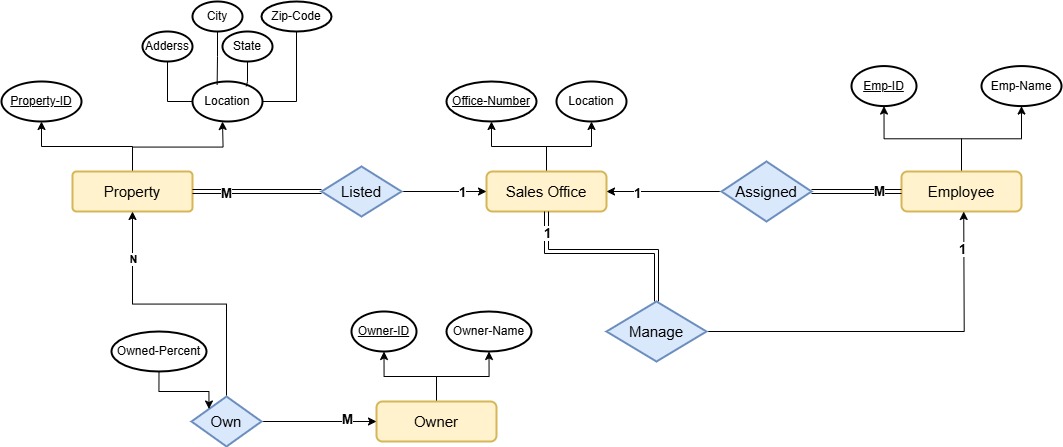 City
Zip-Code
Adderss
State
Property-ID
Location
Office-Number
Location
Emp-ID
Emp-Name
Property
M
Listed
1
Sales Office
1
Assigned
M
Employee
1
1
N
Manage
Owner-ID
Owner-Name
Owned-Percent
Own
M
Owner